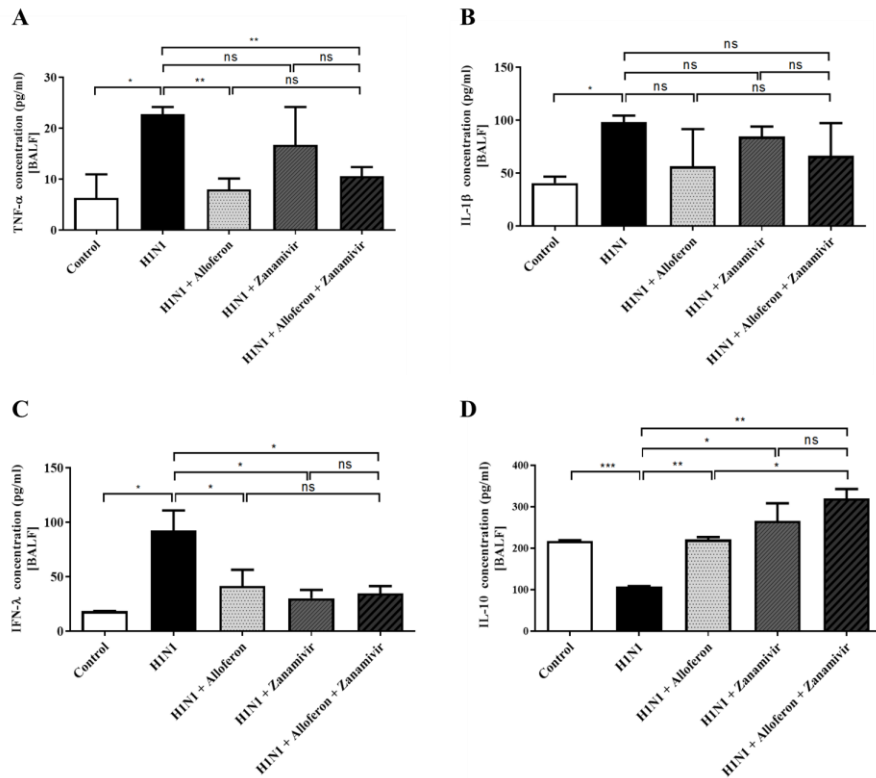 A
TNF-α concentration (pg/ml)
[BALF]
30
20
10
0
**
ns
ns
*
**
ns
Control
H1N1
H1N1 + Alloferon
H1N1 + Zanamivir
H1N1 + Alloferon + Zanamivir
B
IL-1β concentration (pg/ml)
[BALF]
150
100
50
0
ns
ns
ns
*
ns
ns
Control
H1N1
H1N1 + Alloferon
H1N1 + Zanamivir
H1N1 + Alloferon + Zanamivir
C
IFN-λ concentration (pg/ml)
[BALF]
150
100
50
0
*
*
ns
*
*
ns
Control
H1N1
H1N1 + Alloferon
H1N1 + Zanamivir
H1N1 + Alloferon + Zanamivir
D
IL-10 concentration (pg/ml)
[BALF]
400
300
200
100
0
**
*
ns
***
**
*
Control
H1N1
H1N1 + Alloferon
H1N1 + Zanamivir
H1N1 + Alloferon + Zanamivir